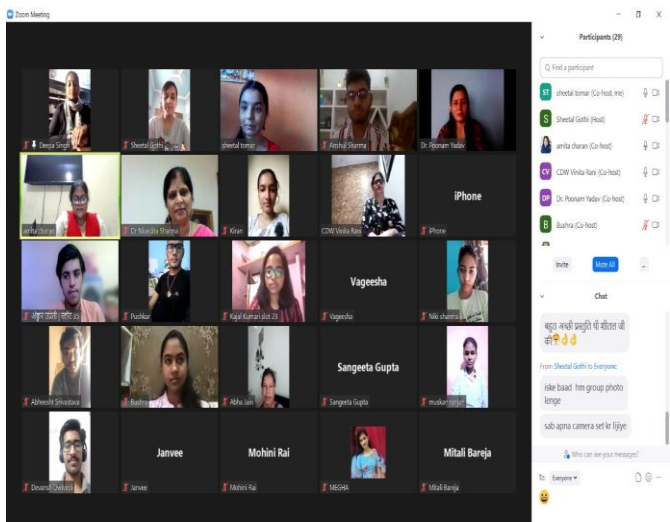 Zoom Meeting
Participants (29)
Find a participant
ST sheetal tomar (Co-host, me)
S Sheetal Gothi (Host)
amita charan (Co-host)
CV CDW Vinita Rani (Co-host)
DP Dr. Poonam Yadav (Co-host)
B Bushra (Co-host)
Invite
Mute All
...
Chat
बहुत अच्छी प्रस्तुति थी शीतल जी
की
From Sheetal Gothi to Everyone:
iske baad hm group photo
lenge
sab apna camera set kr lijiye
Who can see your messages?
To: Everyone
Deepa Singh
Sheetal Gothi
sheetal tomar
Anshul Sharma
Dr. Poonam Yadav
amita charan
Dr Nivedita Sharma
Kiran
CDW Vinita Rani
iPhone
iPhone
Pushkar
Kajal Kumari slot 23
Vageesha
Vageesha
Niki sharma
Abheesht Srivastava
Bushra
Abha Jain
Sangeeta Gupta
Sangeeta Gupta
muskan
Devansh Dwivedi
Janvee
Janvee
Mohini Rai
Mohini Rai
MEGHA
Mitali Bareja
Mitali Bareja